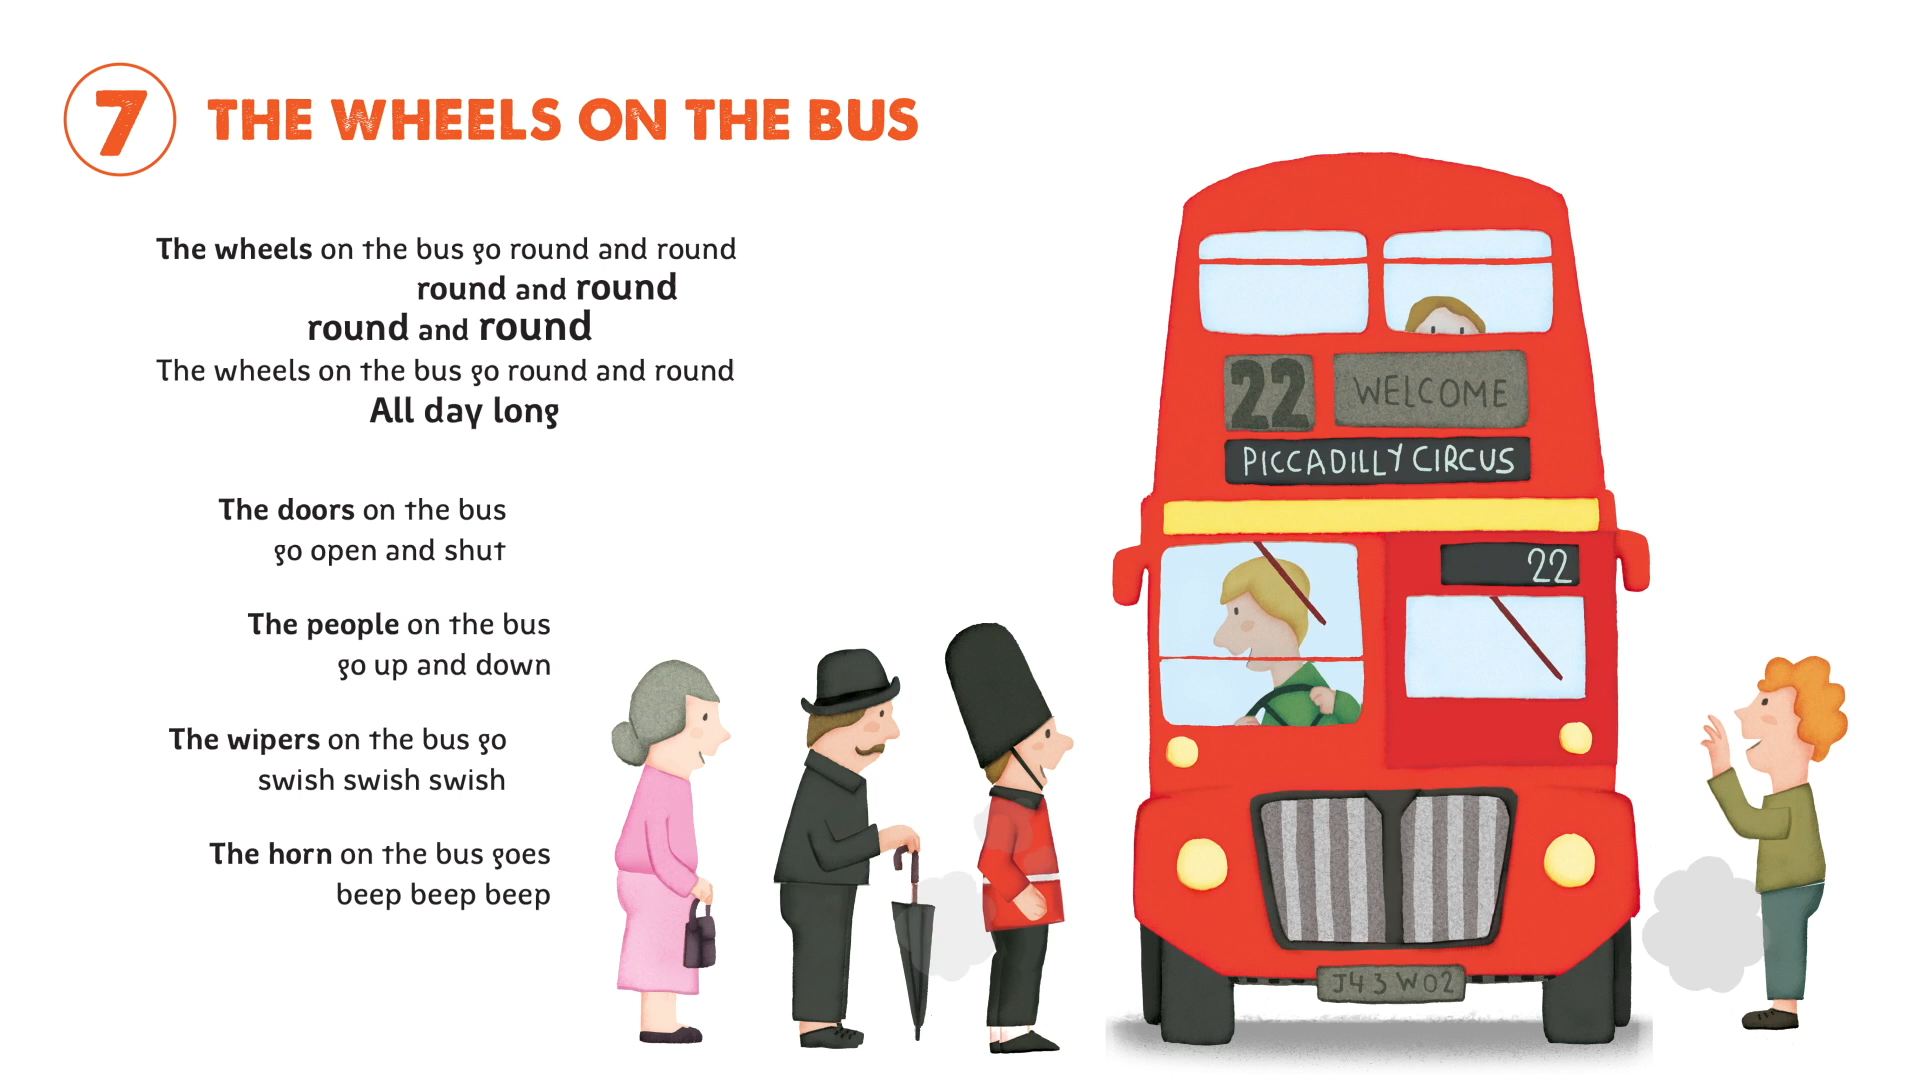 7 THE WHEELS ON THE BUS
The wheels on the bus go round and round
round and round
round and round
The wheels on the bus go round and round
All day long
The doors on the bus
go open and shut
The people on the bus
go up and down
The wipers on the bus go
swish swish swish
The horn on the bus goes
beep beep beep
22 WELCOME
PICCADILLY CIRCUS
22
J43 WO2